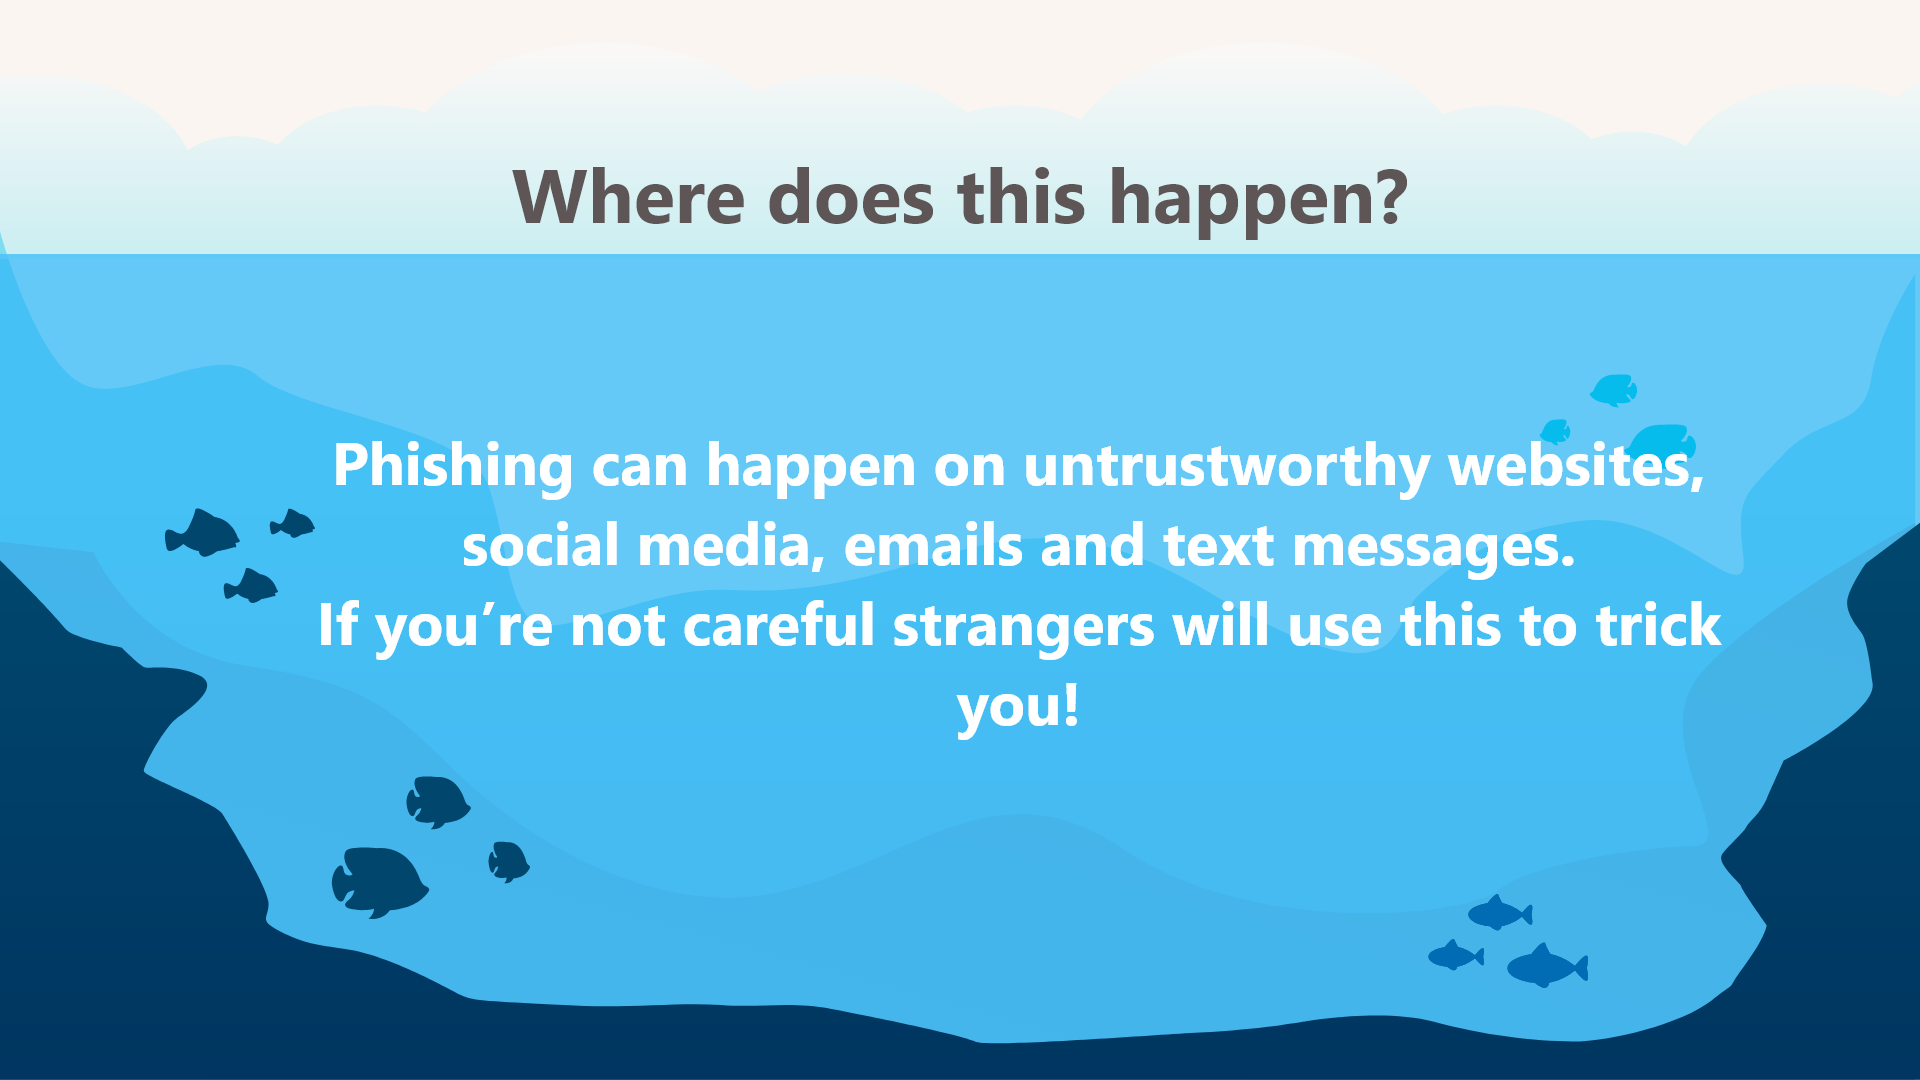 Where does this happen?
Phishing can happen on untrustworthy websites,
social media, emails and text messages.
If you’re not careful strangers will use this to trick
you!